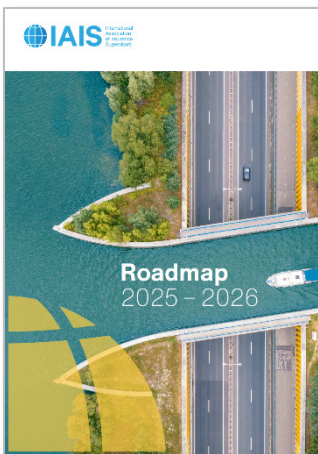 IAIS
International
Association
of Insurance
Supervisors
Roadmap
2025 – 2026